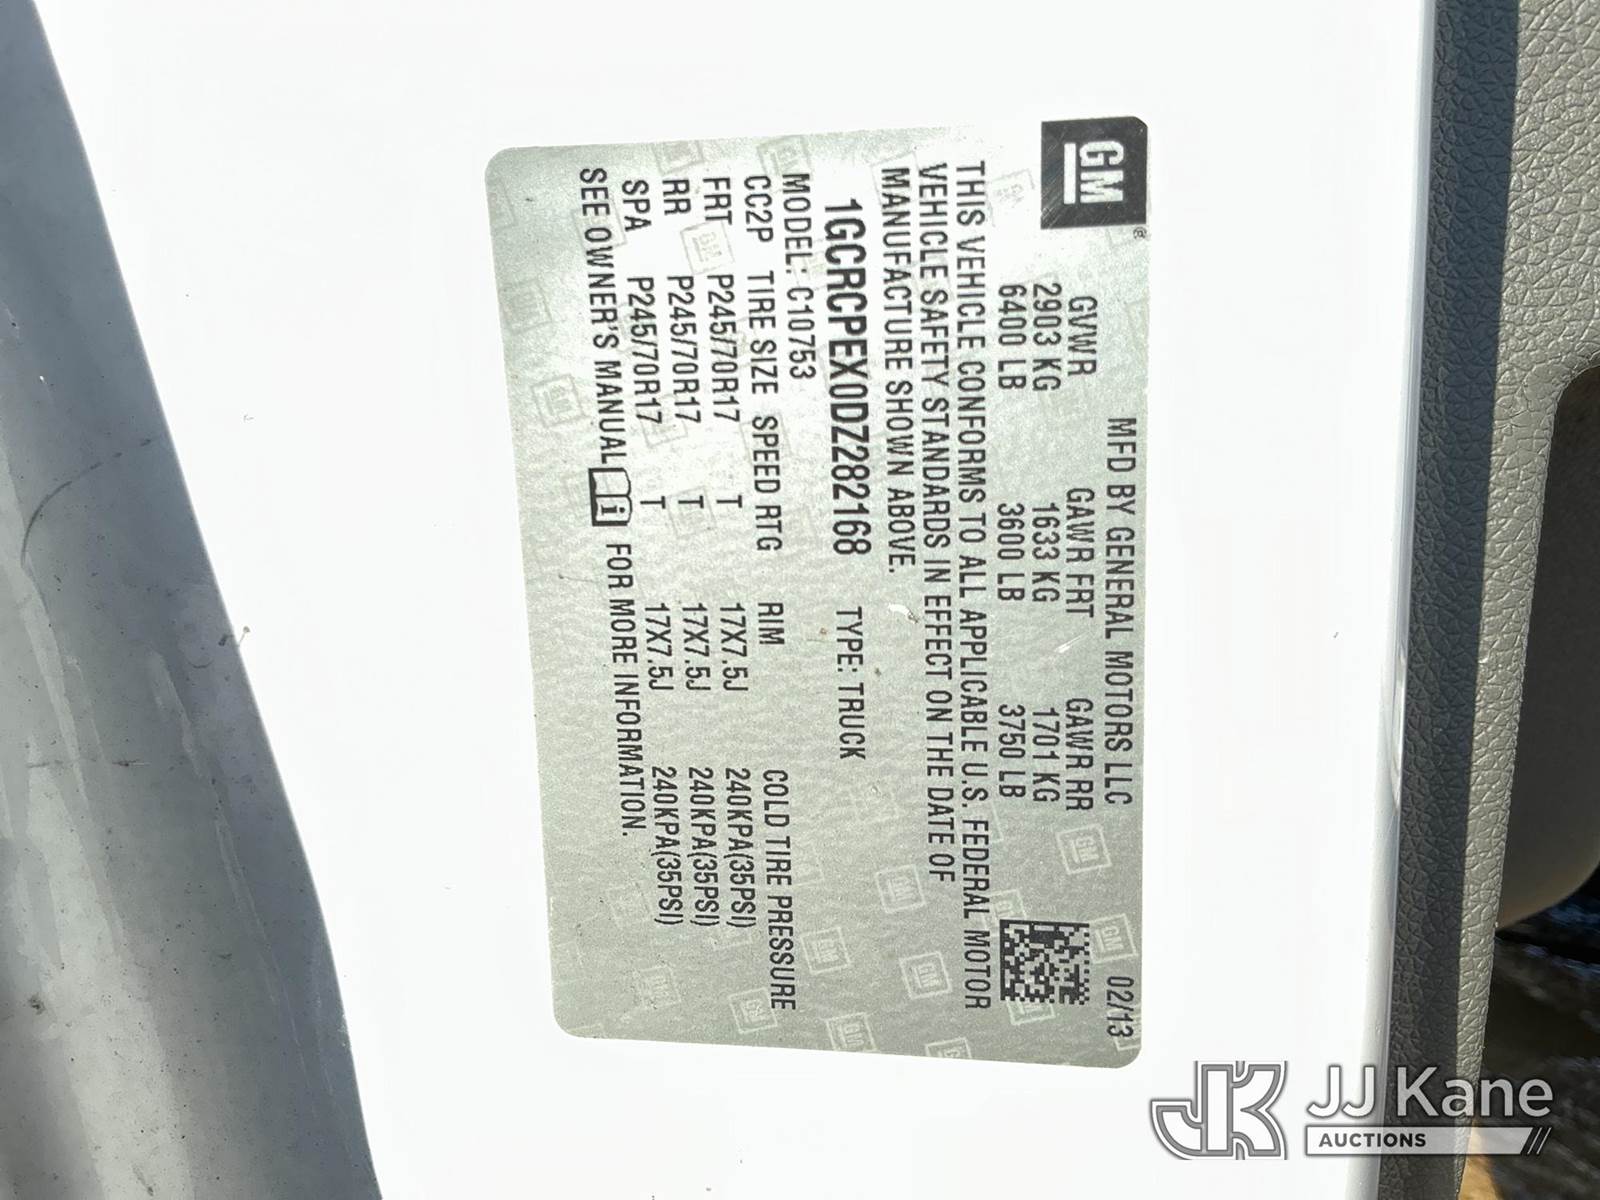 GM®
MFD BY GENERAL MOTORS LLC 02/13
GVWR GAWR FRT GAWR RR
2903 KG 1633 KG 1701 KG
6400 LB 3600 LB 3750 LB
THIS VEHICLE CONFORMS TO ALL APPLICABLE U.S. FEDERAL MOTOR
VEHICLE SAFETY STANDARDS IN EFFECT ON THE DATE OF
MANUFACTURE SHOWN ABOVE.
1GCRCPEX0DZ282168 TYPE: TRUCK
MODEL: C10753
CC2P TIRE SIZE SPEED RTG RIM COLD TIRE PRESSURE
FRT P245/70R17 T 17X7.5J 240KPA(35PSI)
RR P245/70R17 T 17X7.5J 240KPA(35PSI)
SPA P245/70R17 T 17X7.5J 240KPA(35PSI)
SEE OWNER'S MANUAL i FOR MORE INFORMATION.
JK JJ Kane
AUCTIONS